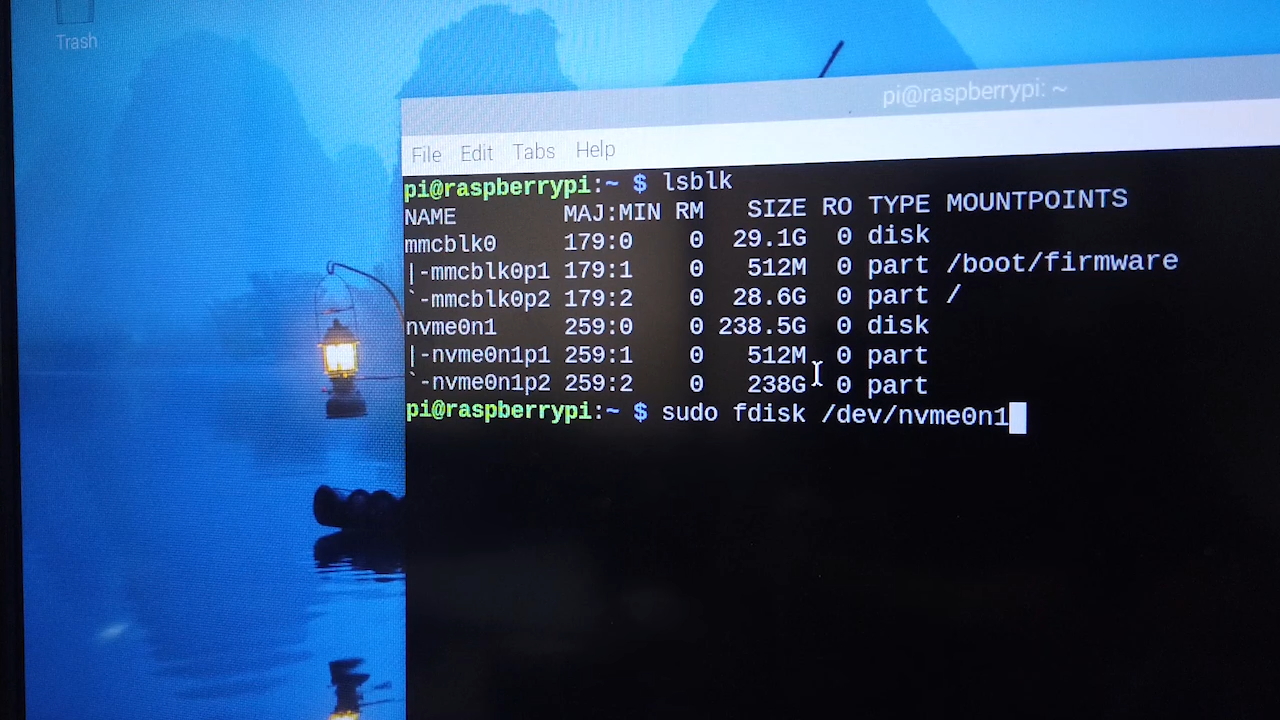 Trash
pi@raspberrypi: ~
File Edit Tabs Help
pi@raspberrypi:~ $ lsblk
NAME        MAJ:MIN RM   SIZE RO TYPE MOUNTPOINTS
mmcblk0     179:0    0  29.1G  0 disk
|-mmcblk0p1 179:1    0   512M  0 part /boot/firmware
`-mmcblk0p2 179:2    0  28.6G  0 part /
nvme0n1     259:0    0 238.5G  0 disk
|-nvme0n1p1 259:1    0   512M  0 part
`-nvme0n1p2 259:2    0   238G  0 part
pi@raspberrypi:~ $ sudo fdisk /dev/nvme0n1